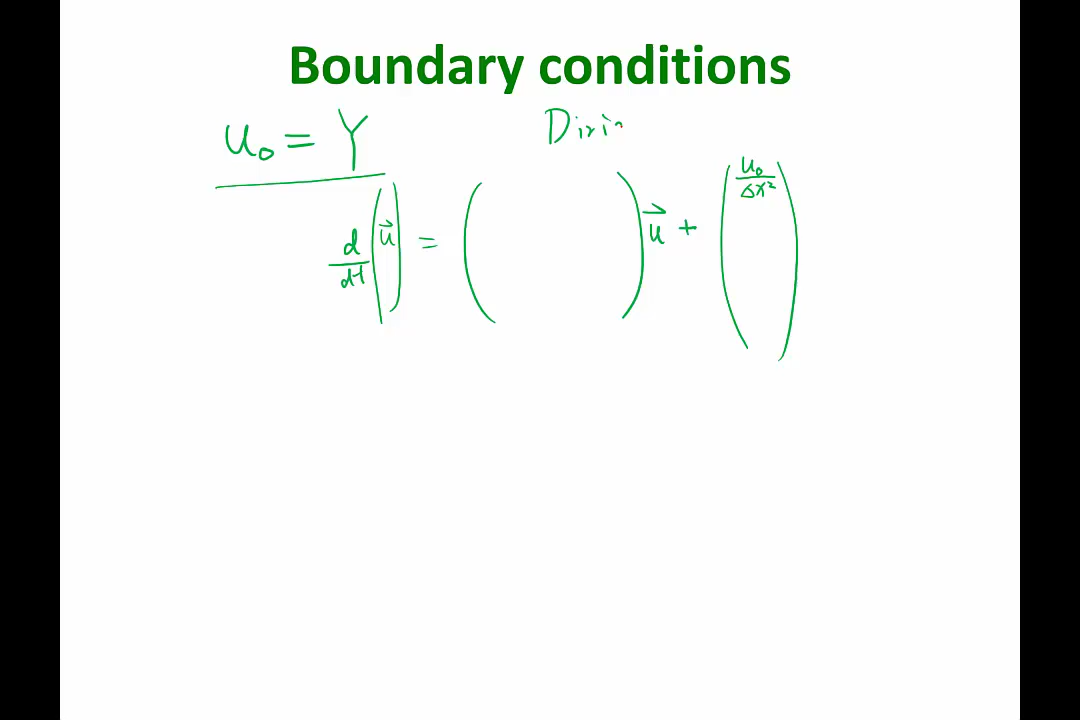 Boundary conditions
u₀ = Y Diri
d/dt (u⃗) = ( ) u⃗ + (u₀/Δx²)